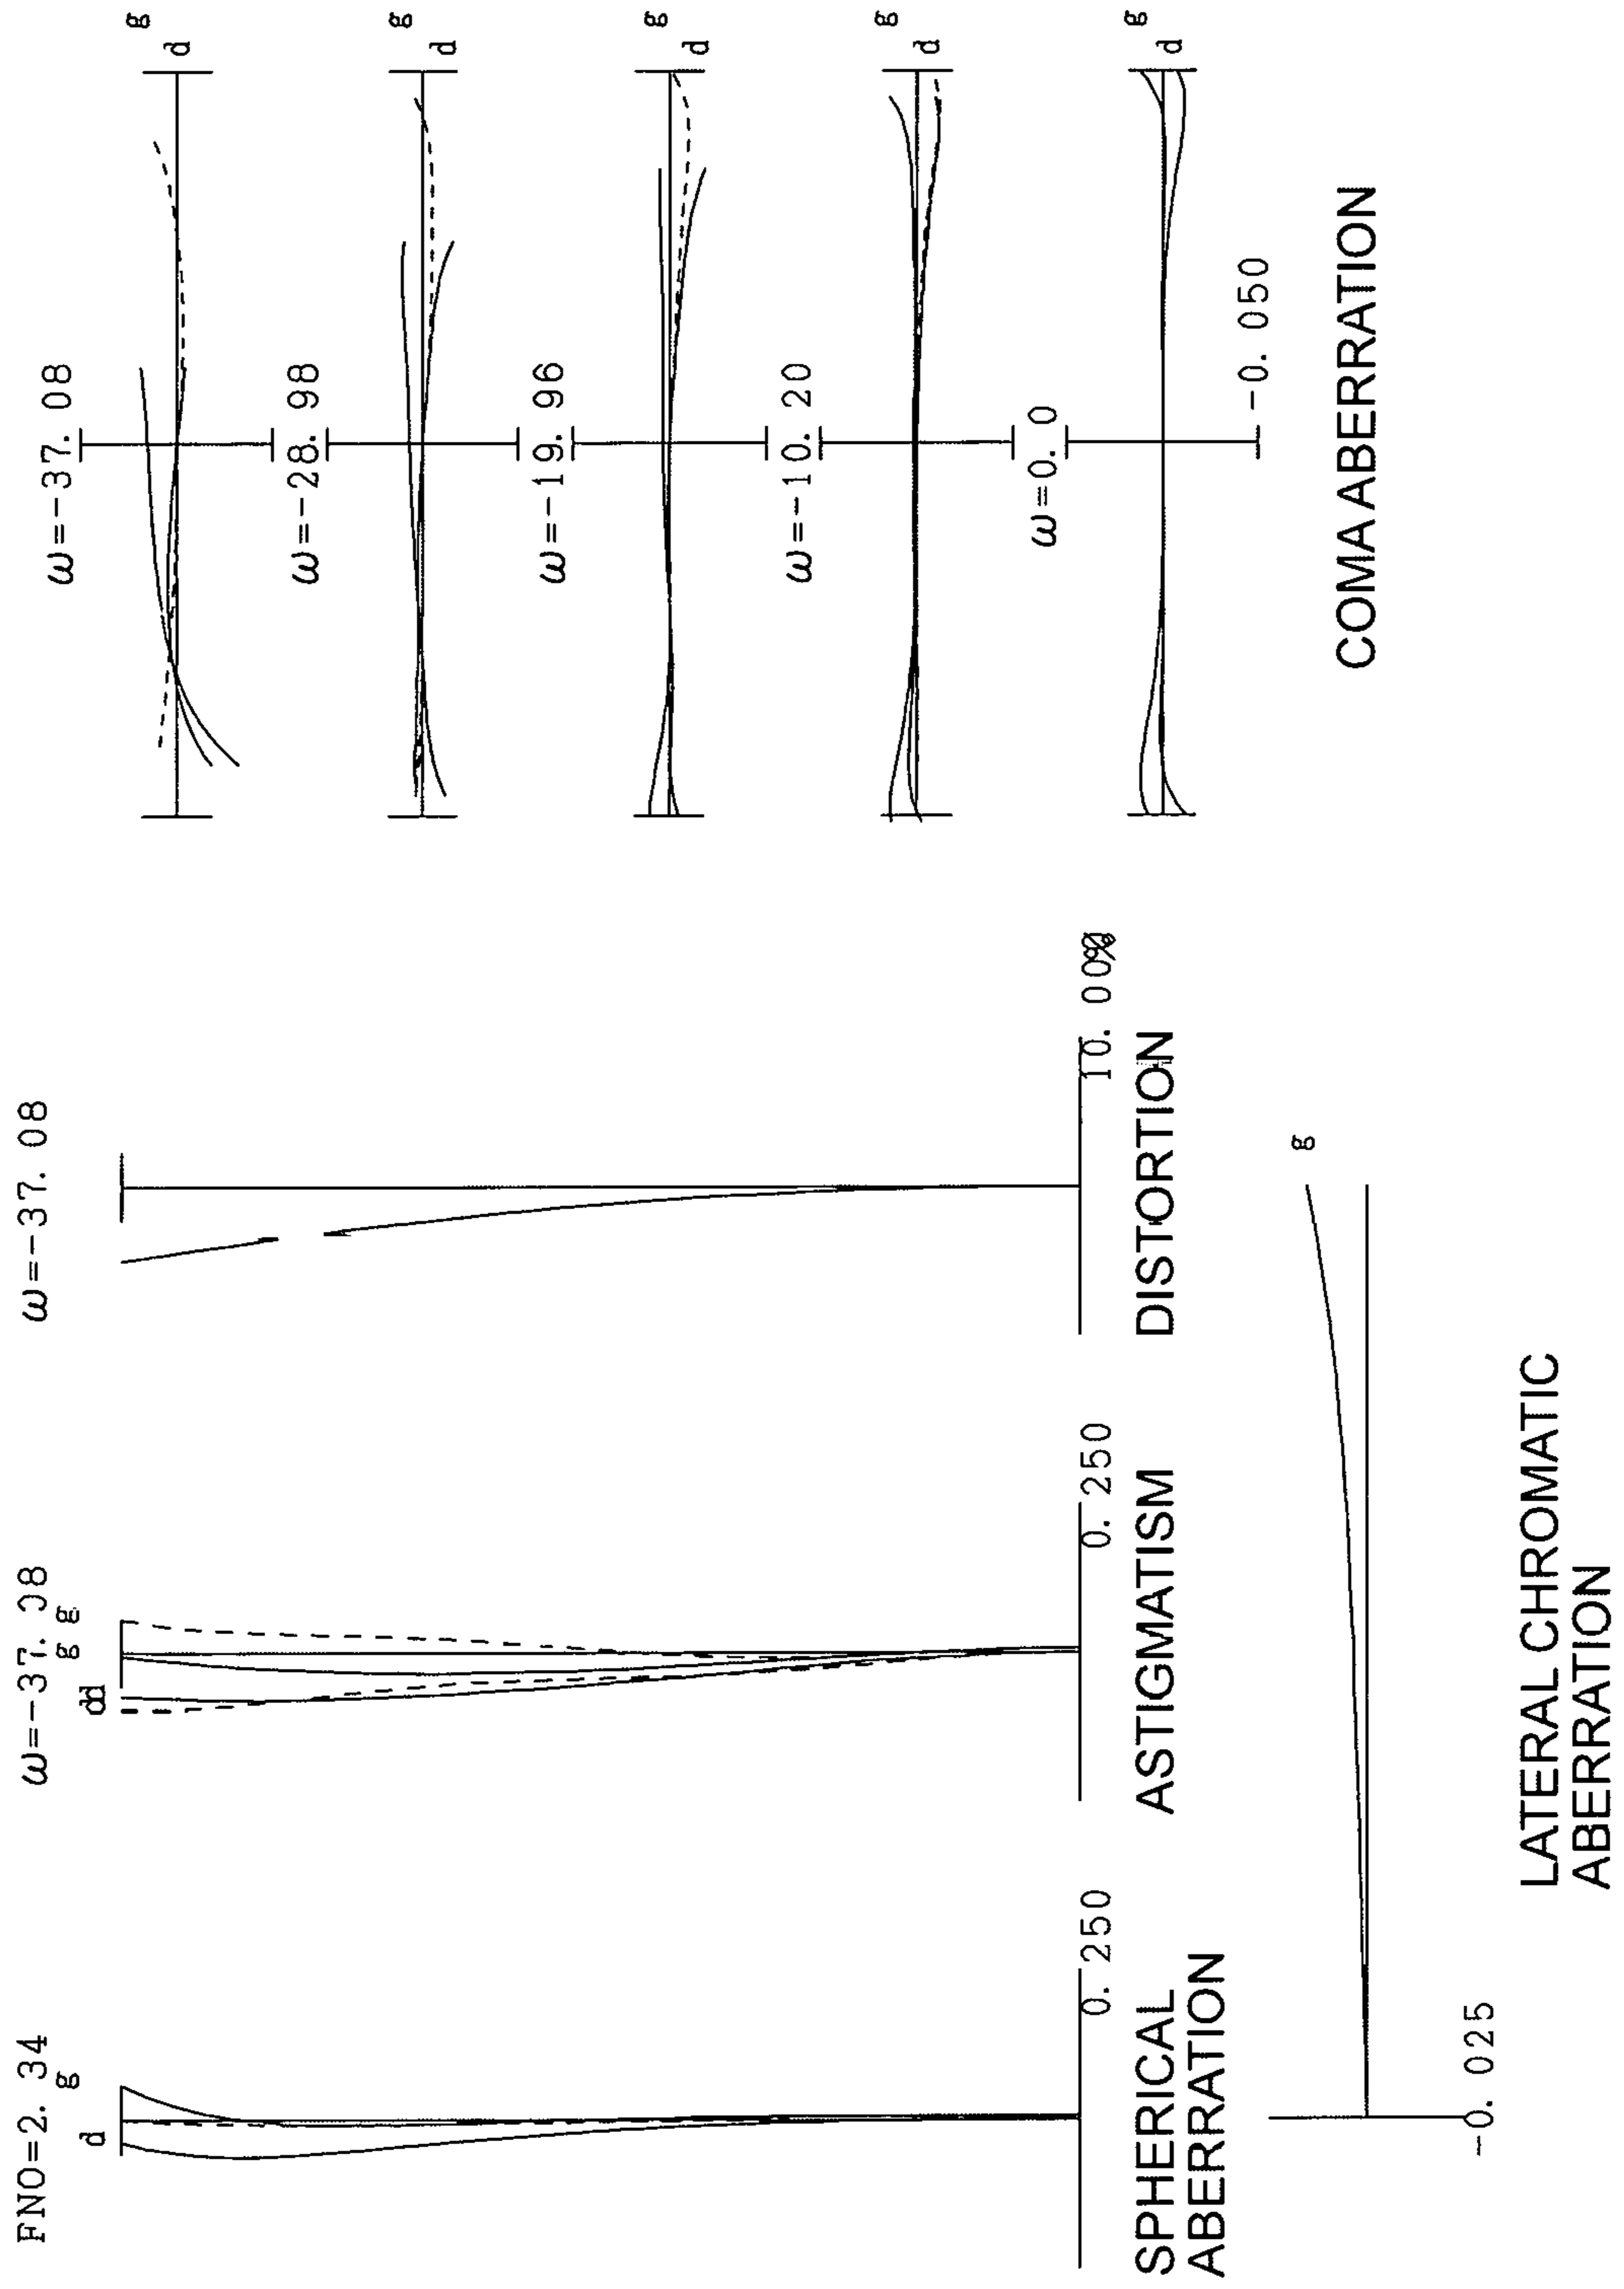 FNO=2. 34
d
g
0. 250
SPHERICAL
ABERRATION
ω=-37. 08
dd
g
g
0. 250
ASTIGMATISM
ω=-37. 08
10. 00%
DISTORTION
ω=-37. 08
g
d
ω=-28. 98
g
d
ω=-19. 96
g
d
ω=-10. 20
g
d
ω=0. 0
g
d
-0. 050
COMA ABERRATION
g
-0. 025
LATERAL CHROMATIC
ABERRATION